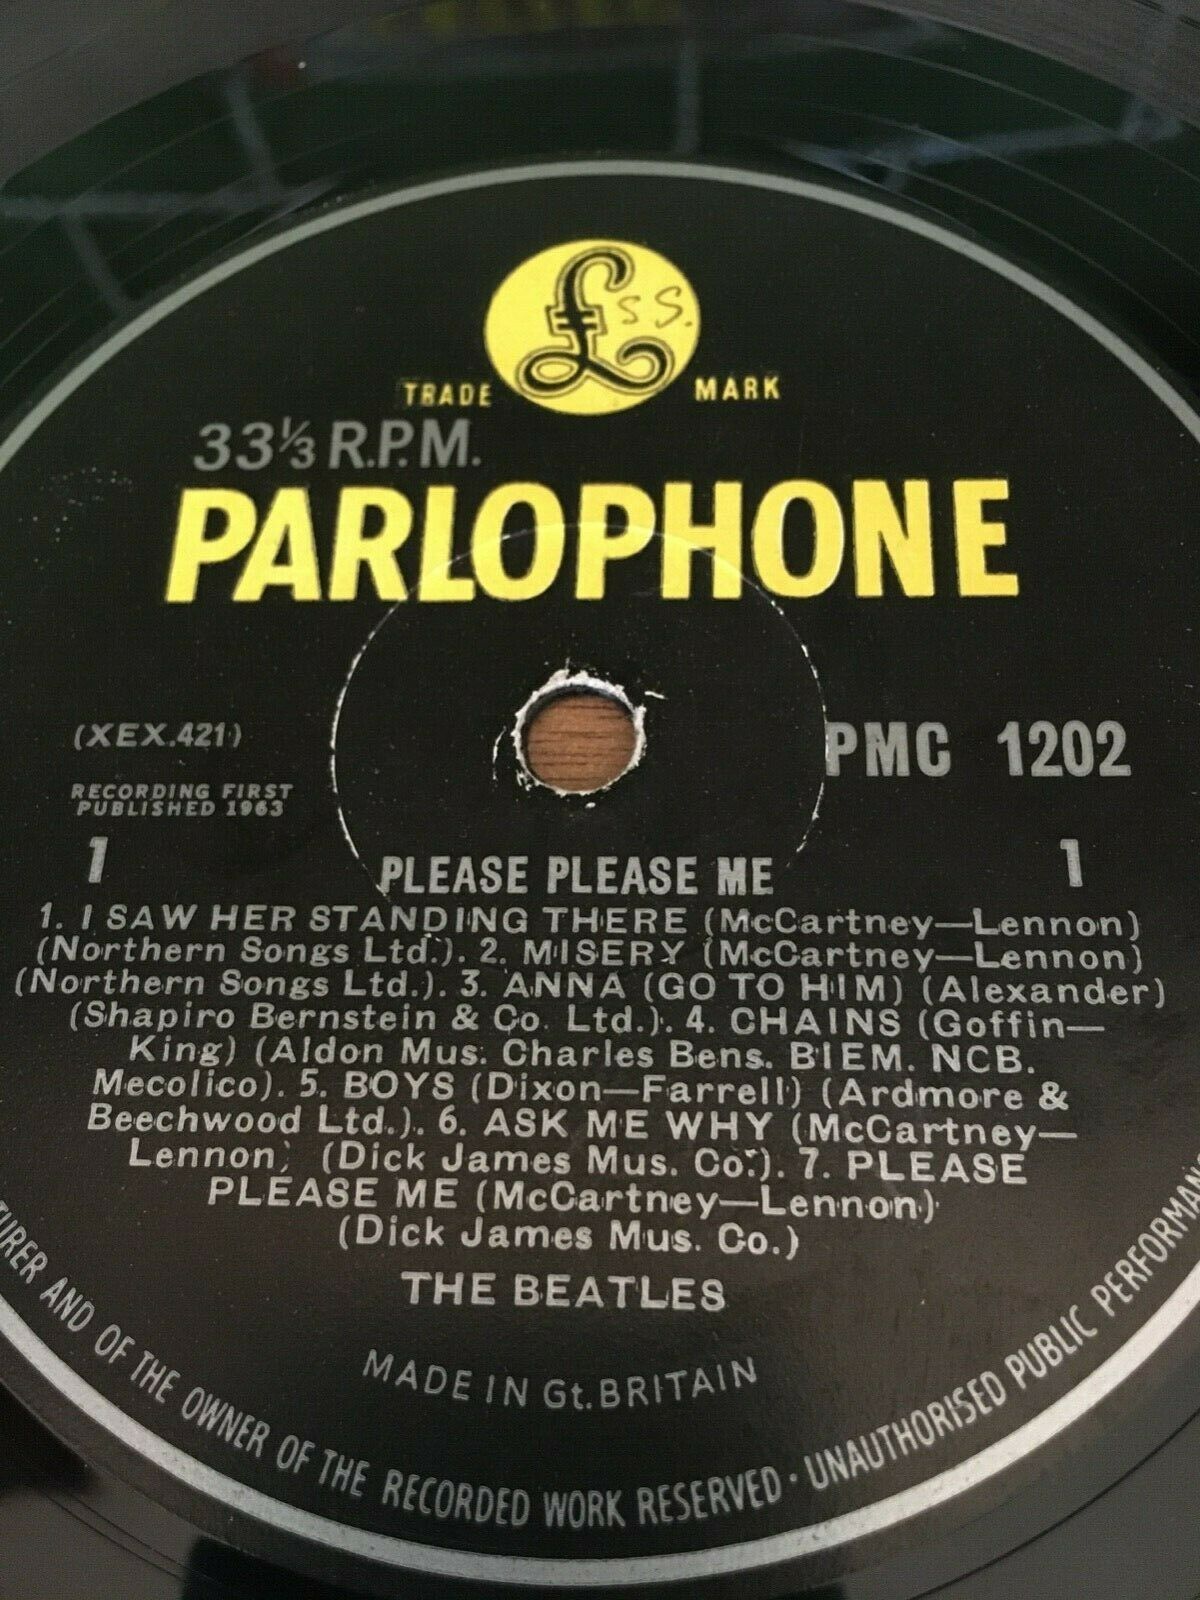 £ s S.
TRADE MARK
33⅓ R.P.M.
PARLOPHONE
(XEX.421)
PMC 1202
RECORDING FIRST
PUBLISHED 1963
1 1
PLEASE PLEASE ME
1. I SAW HER STANDING THERE (McCartney—Lennon)
(Northern Songs Ltd.). 2. MISERY (McCartney—Lennon)
(Northern Songs Ltd.). 3. ANNA (GO TO HIM) (Alexander)
(Shapiro Bernstein & Co. Ltd.). 4. CHAINS (Goffin—
King) (Aldon Mus. Charles Bens. BIEM. NCB.
Mecolico). 5. BOYS (Dixon—Farrell) (Ardmore &
Beechwood Ltd.). 6. ASK ME WHY (McCartney—
Lennon) (Dick James Mus. Co.). 7. PLEASE
PLEASE ME (McCartney—Lennon)
(Dick James Mus. Co.)
THE BEATLES
MADE IN Gt. BRITAIN
AND OF THE OWNER OF THE RECORDED WORK RESERVED · UNAUTHORISED PUBLIC